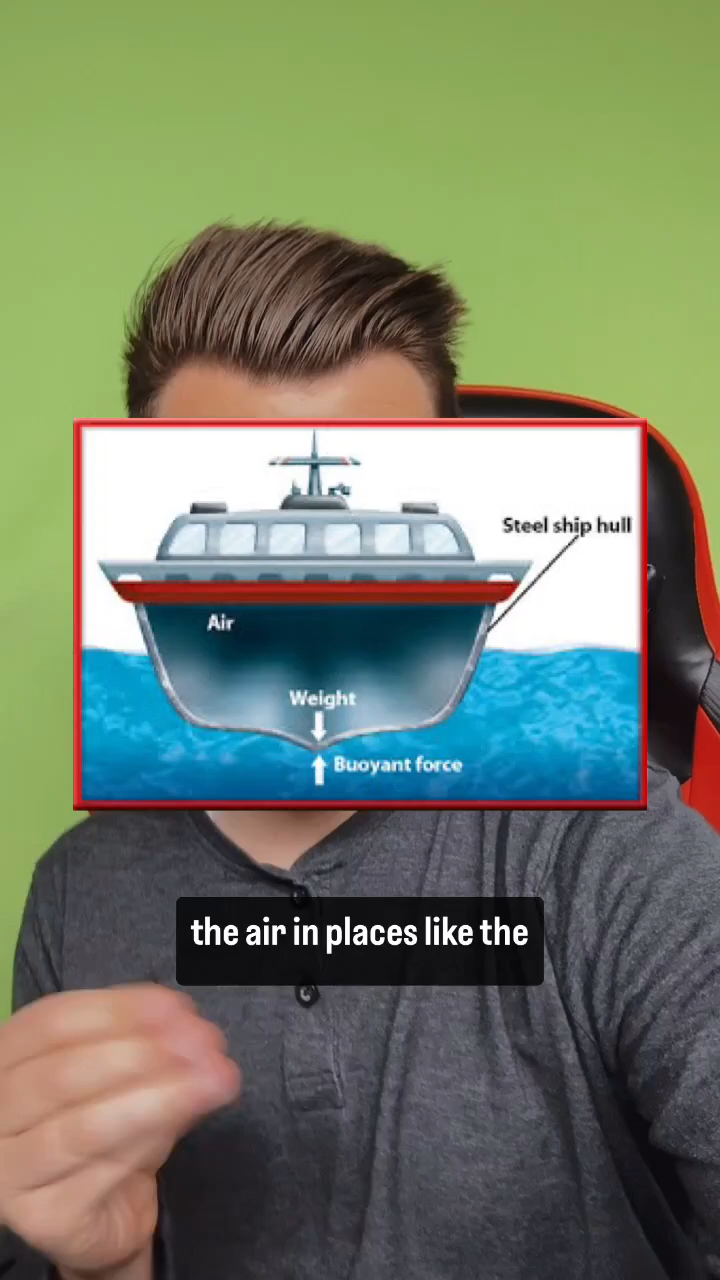 Steel ship hull
Air
Weight
Buoyant force
the air in places like the